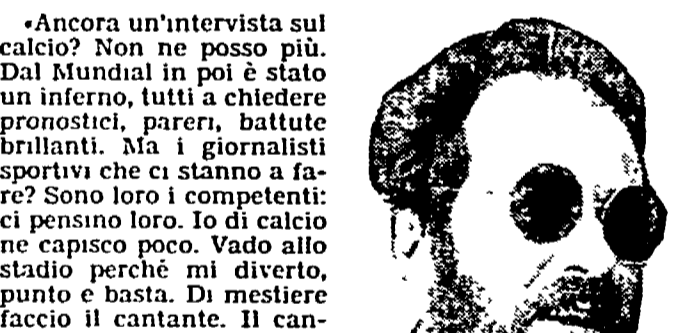 «Ancora un'intervista sul
calcio? Non ne posso più.
Dal Mundial in poi è stato
un inferno, tutti a chiedere
pronostici, pareri, battute
brillanti. Ma i giornalisti
sportivi che ci stanno a fa-
re? Sono loro i competenti:
ci pensino loro. Io di calcio
ne capisco poco. Vado allo
stadio perchè mi diverto,
punto e basta. Di mestiere
faccio il cantante. Il can-